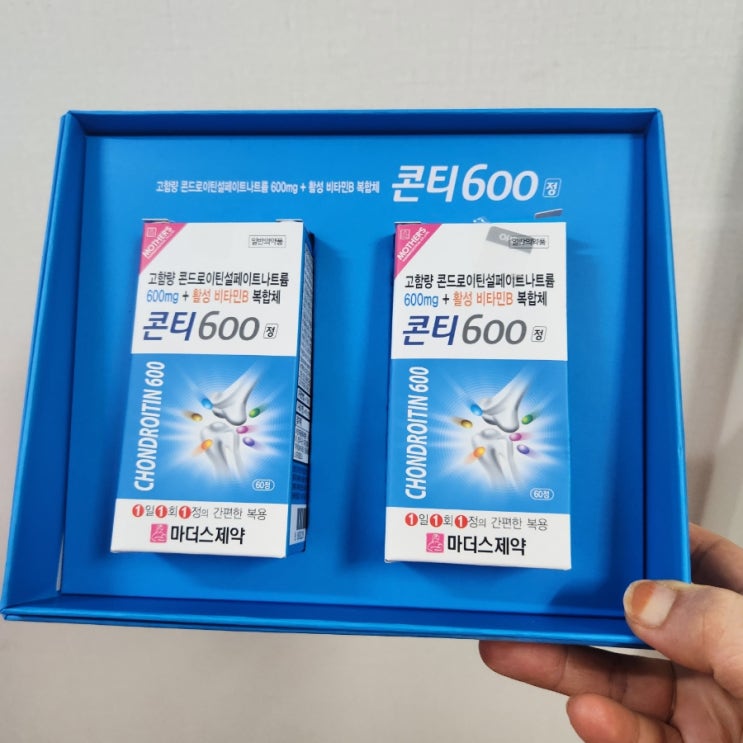 고함량 콘드로이틴설페이트나트륨 600mg + 활성 비타민B 복합체 콘티600 정
MOTHER'S
일반의약품
고함량 콘드로이틴설페이트나트륨
600mg + 활성 비타민B 복합체
콘티600 정
CHONDROITIN 600
60정
1일1회1정의 간편한 복용
마더스제약
MOTHER'S
일반의약품
고함량 콘드로이틴설페이트나트륨
600mg + 활성 비타민B 복합체
콘티600 정
CHONDROITIN 600
60정
1일1회1정의 간편한 복용
마더스제약